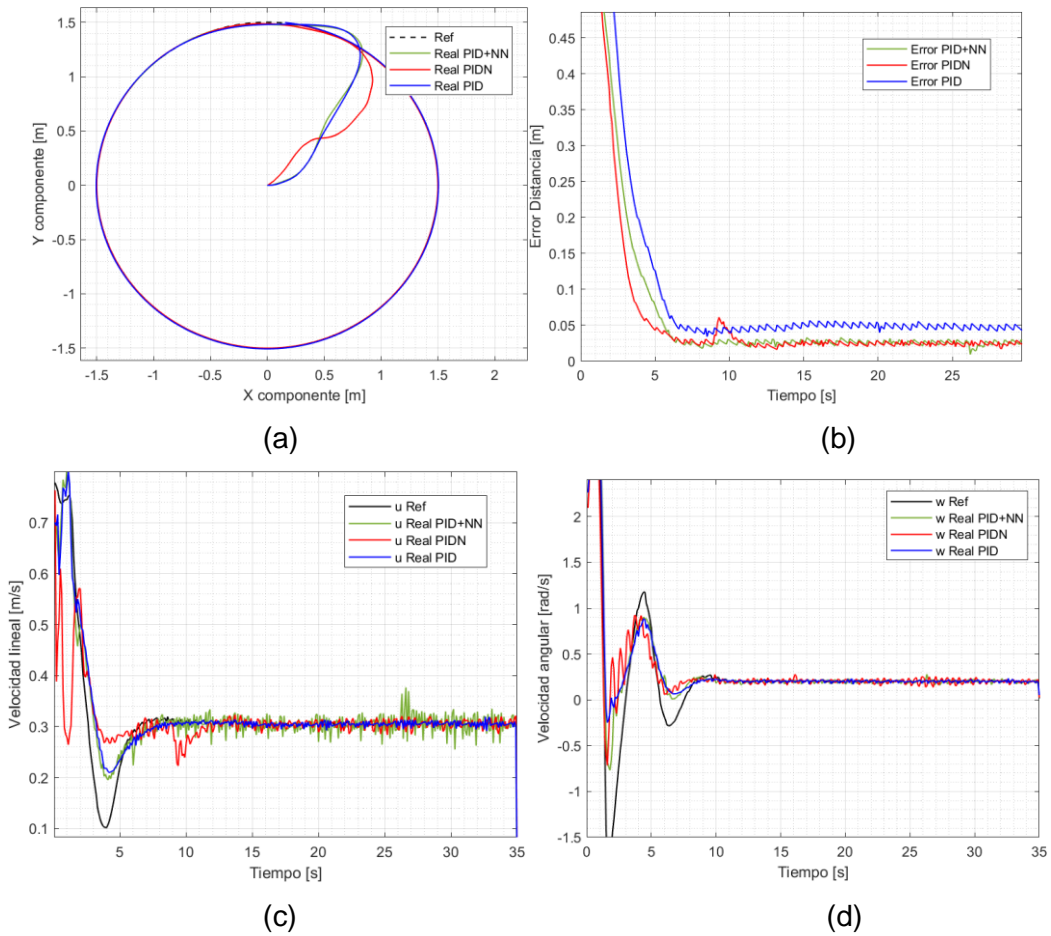 1.5
1
0.5
0
-0.5
-1
-1.5
Y componente [m]
-1.5
-1
-0.5
0
0.5
1
1.5
2
X componente [m]
Ref
Real PID+NN
Real PIDN
Real PID
(a)
0.45
0.4
0.35
0.3
0.25
0.2
0.15
0.1
0.05
0
Error Distancia [m]
0
5
10
15
20
25
Tiempo [s]
Error PID+NN
Error PIDN
Error PID
(b)
0.7
0.6
0.5
0.4
0.3
0.2
0.1
Velocidad lineal [m/s]
5
10
15
20
25
30
35
Tiempo [s]
u Ref
u Real PID+NN
u Real PIDN
u Real PID
(c)
2
1.5
1
0.5
0
-0.5
-1
-1.5
Velocidad angular [rad/s]
0
5
10
15
20
25
30
35
Tiempo [s]
w Ref
w Real PID+NN
w Real PIDN
w Real PID
(d)